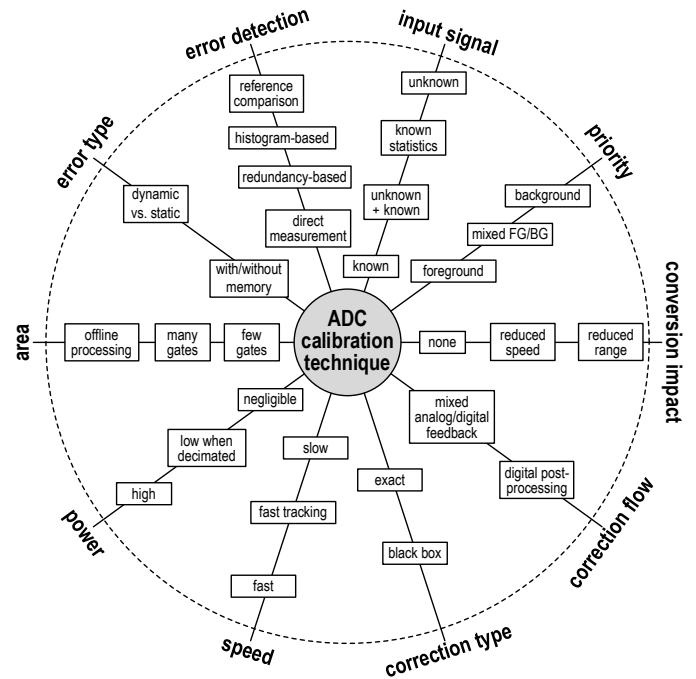 error detection
input signal
reference
comparison
histogram-based
redundancy-based
direct
measurement
unknown
known
statistics
unknown
+ known
known
priority
background
mixed FG/BG
foreground
error type
dynamic
vs. static
with/without
memory
ADC
calibration
technique
area
offline
processing
many
gates
few
gates
none
reduced
speed
reduced
range
conversion impact
negligible
low when
decimated
high
power
slow
fast tracking
fast
speed
exact
black box
correction type
mixed
analog/digital
feedback
digital post-
processing
correction flow